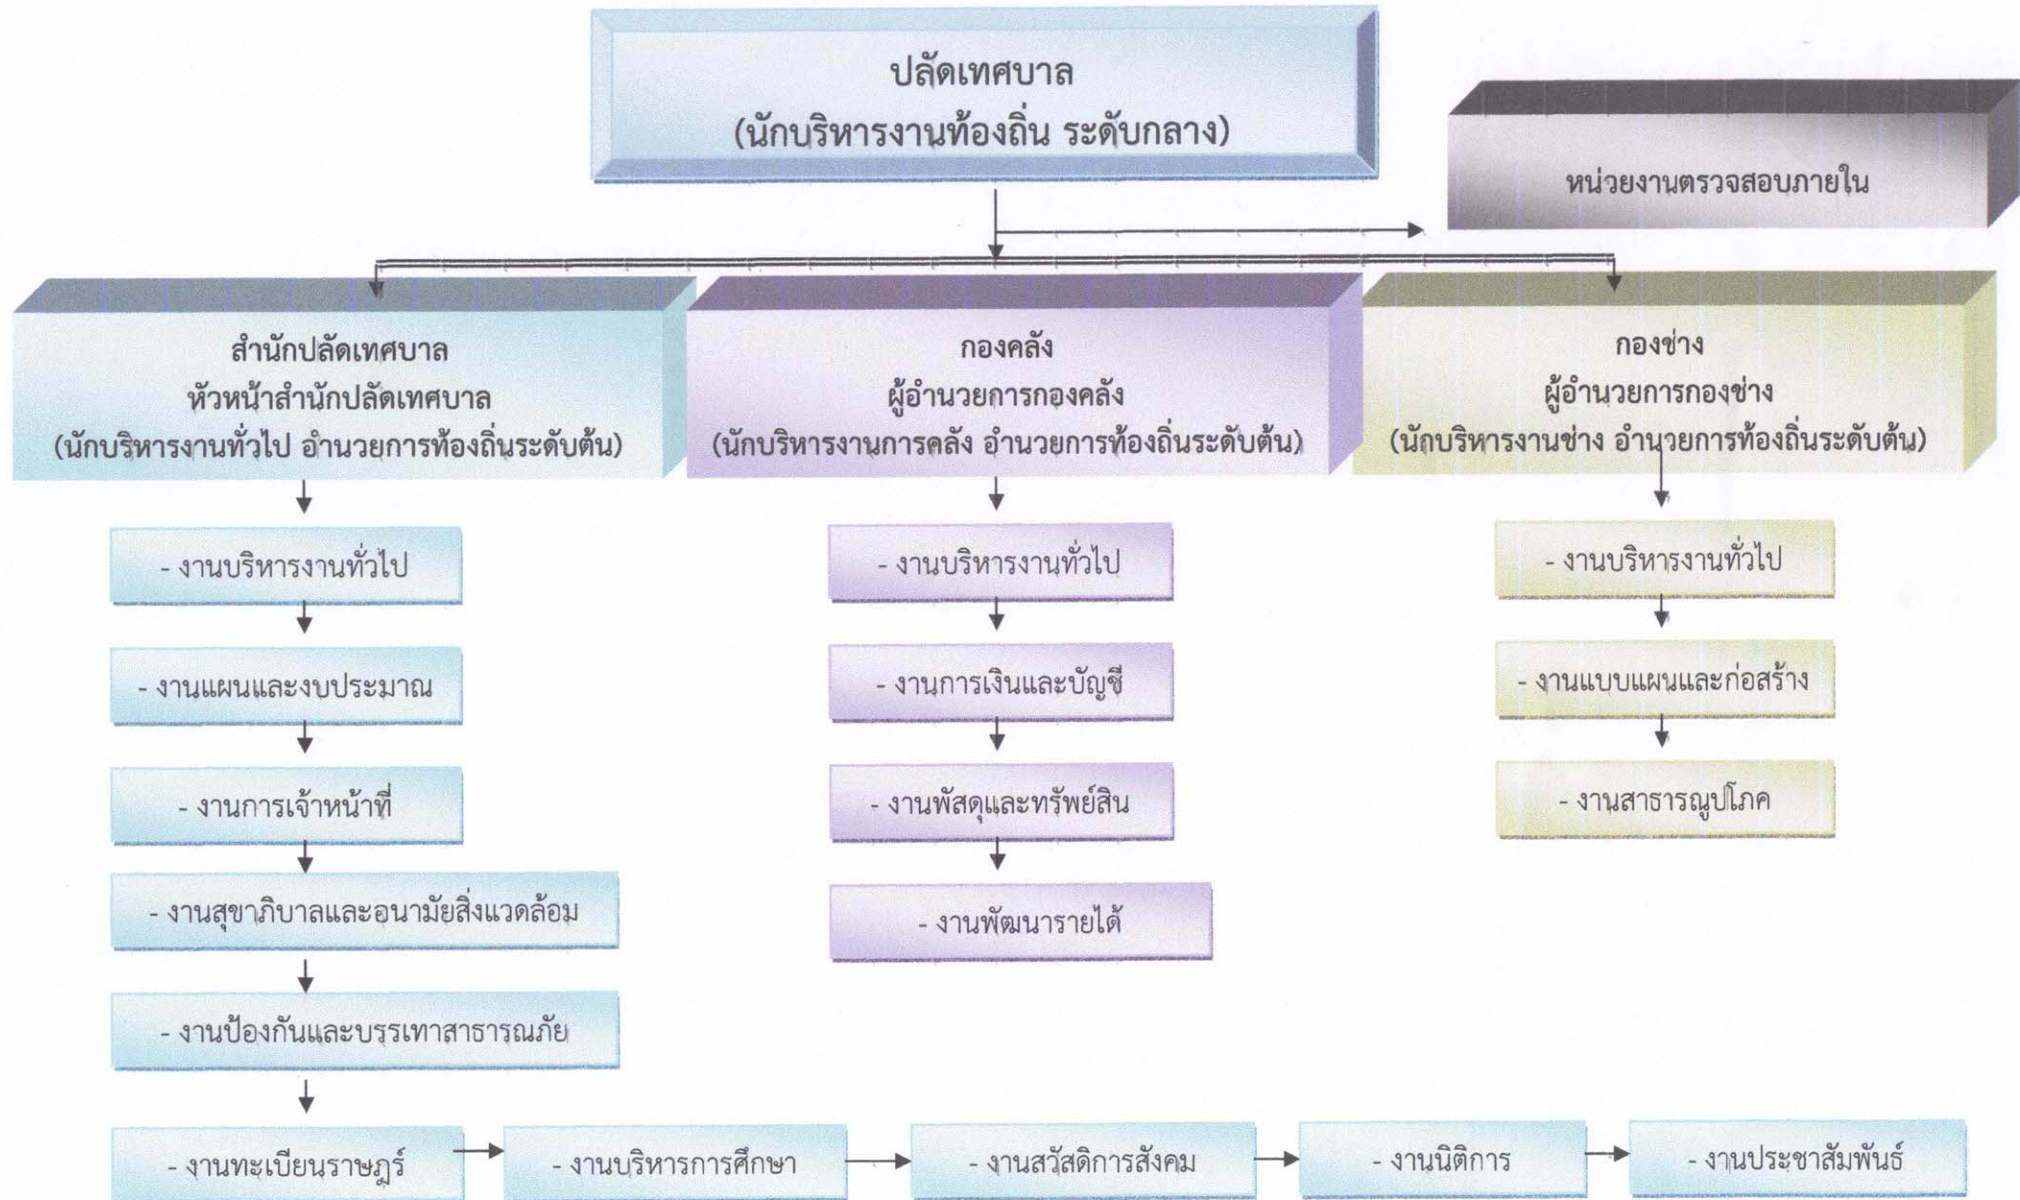 ปลัดเทศบาล
(นักบริหารงานท้องถิ่น ระดับกลาง)
หน่วยงานตรวจสอบภายใน
สำนักปลัดเทศบาล
หัวหน้าสำนักปลัดเทศบาล
(นักบริหารงานทั่วไป อำนวยการท้องถิ่นระดับต้น)
กองคลัง
ผู้อำนวยการกองคลัง
(นักบริหารงานการคลัง อำนวยการท้องถิ่นระดับต้น)
กองช่าง
ผู้อำนวยการกองช่าง
(นักบริหารงานช่าง อำนวยการท้องถิ่นระดับต้น)
- งานบริหารงานทั่วไป
- งานแผนและงบประมาณ
- งานการเจ้าหน้าที่
- งานสุขาภิบาลและอนามัยสิ่งแวดล้อม
- งานป้องกันและบรรเทาสาธารณภัย
- งานทะเบียนราษฎร์
- งานบริหารการศึกษา
- งานสวัสดิการสังคม
- งานนิติการ
- งานประชาสัมพันธ์
- งานบริหารงานทั่วไป
- งานการเงินและบัญชี
- งานพัสดุและทรัพย์สิน
- งานพัฒนารายได้
- งานบริหารงานทั่วไป
- งานแบบแผนและก่อสร้าง
- งานสาธารณูปโภค